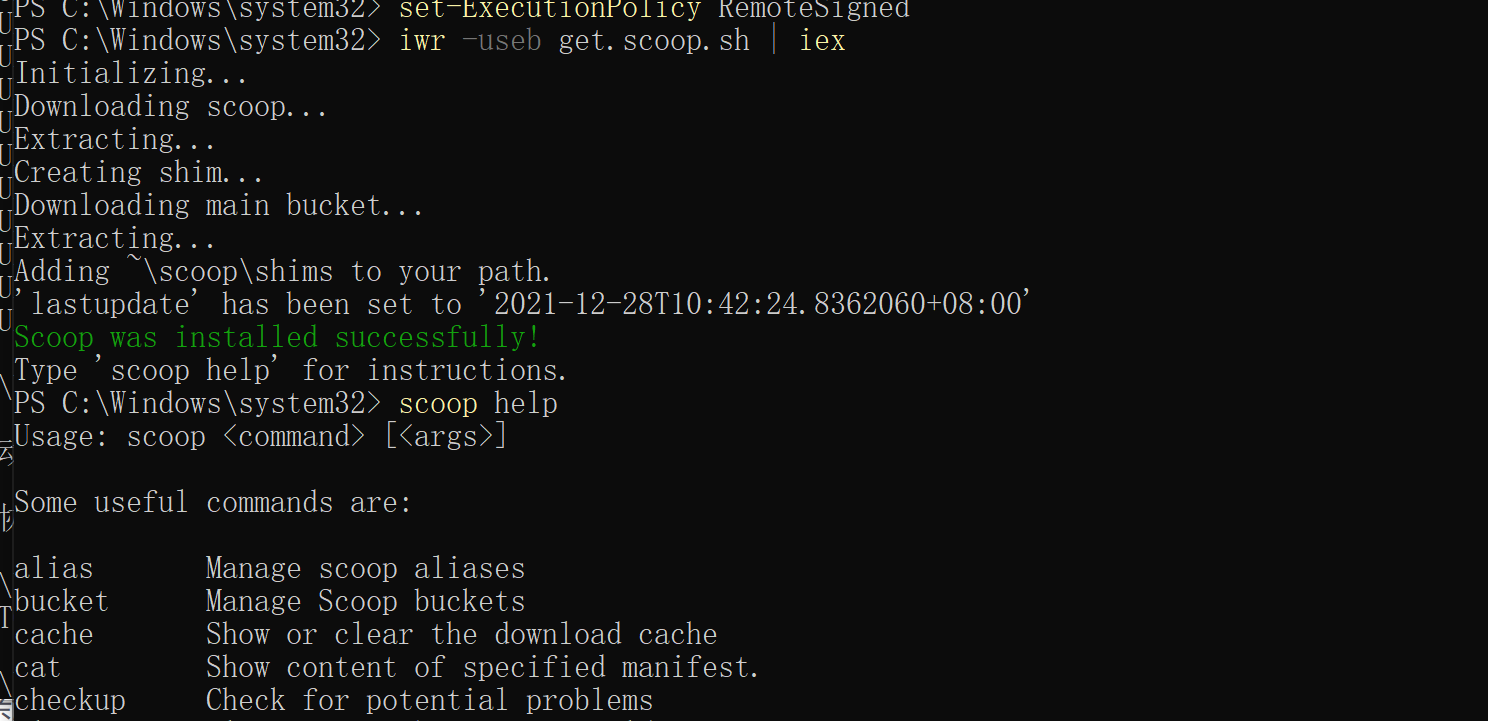 PS C:\Windows\system32> set-ExecutionPolicy RemoteSigned
PS C:\Windows\system32> iwr -useb get.scoop.sh | iex
Initializing...
Downloading scoop...
Extracting...
Creating shim...
Downloading main bucket...
Extracting...
Adding ~\scoop\shims to your path.
'lastupdate' has been set to '2021-12-28T10:42:24.8362060+08:00'
Scoop was installed successfully!
Type 'scoop help' for instructions.
PS C:\Windows\system32> scoop help
Usage: scoop <command> [<args>]
Some useful commands are:
alias Manage scoop aliases
bucket Manage Scoop buckets
cache Show or clear the download cache
cat Show content of specified manifest.
checkup Check for potential problems